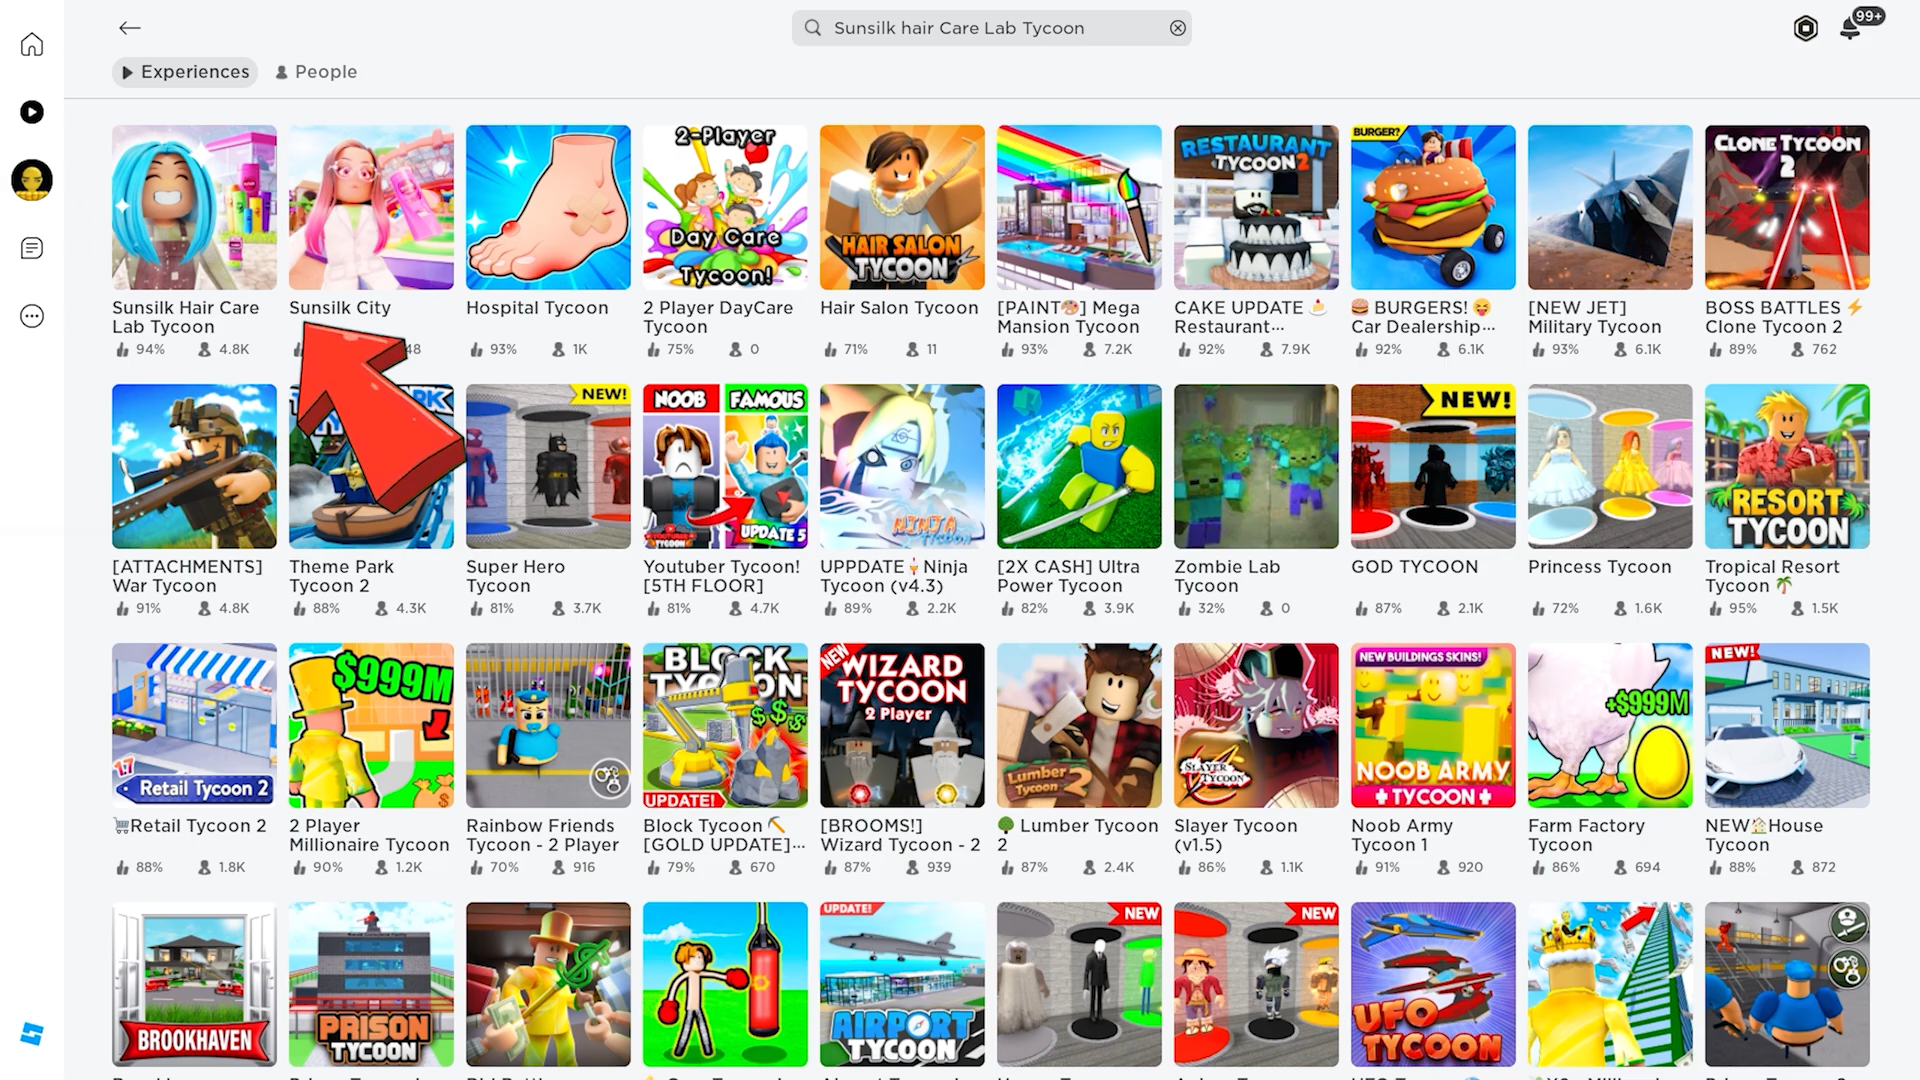 Sunsilk hair Care Lab Tycoon
99+
Experiences
People
2-Player
Day Care
Tycoon!
HAIR SALON
TYCOON
RESTAURANT
TYCOON 2
BURGER?
CLONE TYCOON
2
Sunsilk Hair Care
Lab Tycoon
94% 4.8K
Sunsilk City
48
Hospital Tycoon
93% 1K
2 Player DayCare
Tycoon
75% 0
Hair Salon Tycoon
71% 11
[PAINT🎨] Mega
Mansion Tycoon
93% 7.2K
CAKE UPDATE 🍰
Restaurant...
92% 7.9K
🍔 BURGERS! 😝
Car Dealership...
92% 6.1K
[NEW JET]
Military Tycoon
93% 6.1K
BOSS BATTLES ⚡
Clone Tycoon 2
89% 762
NEW!
NOOB
FAMOUS
UPDATE 5
YOUTUBER
TYCOON
NINJA
Tycoon
NEW!
RESORT
TYCOON
[ATTACHMENTS]
War Tycoon
91% 4.8K
Theme Park
Tycoon 2
88% 4.3K
Super Hero
Tycoon
81% 3.7K
Youtuber Tycoon!
[5TH FLOOR]
81% 4.7K
UPPDATE🏮Ninja
Tycoon (v4.3)
89% 2.2K
[2X CASH] Ultra
Power Tycoon
82% 3.9K
Zombie Lab
Tycoon
32% 0
GOD TYCOON
87% 2.1K
Princess Tycoon
72% 1.6K
Tropical Resort
Tycoon 🌴
95% 1.5K
1.7
Retail Tycoon 2
$999M
BLOCK
TYCOON
$ $ $
UPDATE!
NEW
WIZARD
TYCOON
2 Player
Lumber
Tycoon 2
SLAYER
TYCOON
NEW BUILDINGS SKINS!
NOOB ARMY
TYCOON
+$999M
NEW!
🛒Retail Tycoon 2
88% 1.8K
2 Player
Millionaire Tycoon
90% 1.2K
Rainbow Friends
Tycoon - 2 Player
70% 916
Block Tycoon ⛏️
[GOLD UPDATE]...
79% 670
[BROOMS!]
Wizard Tycoon - 2
87% 939
🌳 Lumber Tycoon
2
87% 2.4K
Slayer Tycoon
(v1.5)
86% 1.1K
Noob Army
Tycoon 1
91% 920
Farm Factory
Tycoon
86% 694
NEW🏠House
Tycoon
88% 872
BROOKHAVEN
PRISON
TYCOON
UPDATE!
AIRPORT
TYCOON
NEW
NEW
UFO
TYCOON